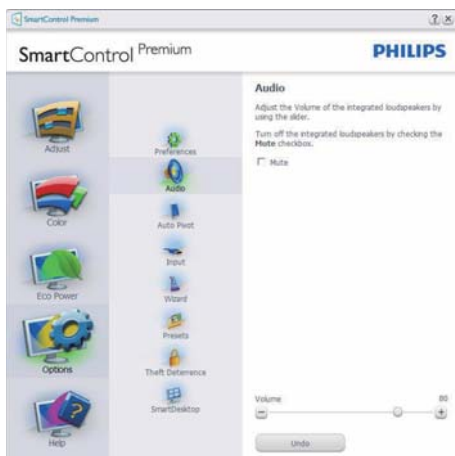 SmartControl Premium
SmartControl Premium
PHILIPS
Adjust
Color
Eco Power
Options
Help
Preferences
Audio
Auto Pivot
Input
Wizard
Presets
Theft Deterrence
SmartDesktop
Audio
Adjust the Volume of the integrated loudspeakers by
using the slider.
Turn off the integrated loudspeakers by checking the
Mute checkbox.
Mute
Volume 80
Undo